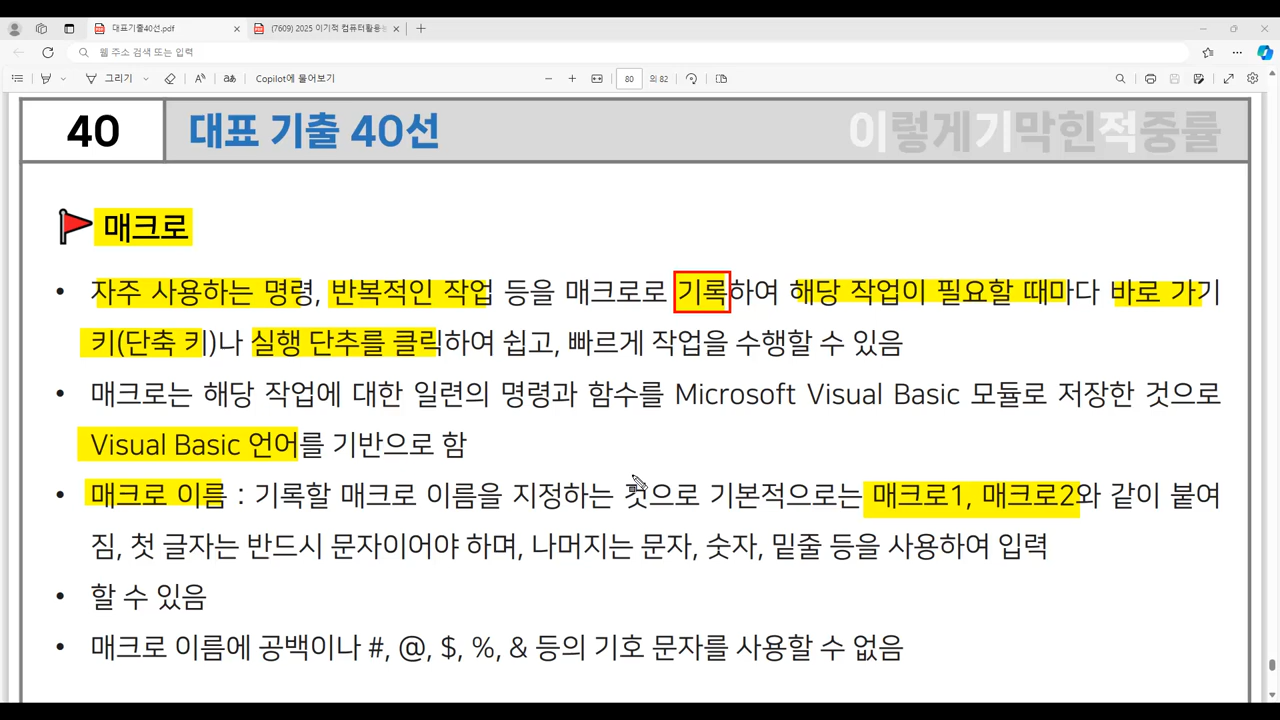 대표기출40선.pdf
(7609) 2025 이기적 컴퓨터활용능
웹 주소 검색 또는 입력
그리기
가あ
Copilot에 물어보기
80 외 82
40 대표 기출 40선 이렇게기막힌적중률
매크로
• 자주 사용하는 명령, 반복적인 작업 등을 매크로로 기록하여 해당 작업이 필요할 때마다 바로 가기
키(단축 키)나 실행 단추를 클릭하여 쉽고, 빠르게 작업을 수행할 수 있음
• 매크로는 해당 작업에 대한 일련의 명령과 함수를 Microsoft Visual Basic 모듈로 저장한 것으로
Visual Basic 언어를 기반으로 함
• 매크로 이름 : 기록할 매크로 이름을 지정하는 것으로 기본적으로는 매크로1, 매크로2와 같이 붙여
짐, 첫 글자는 반드시 문자이어야 하며, 나머지는 문자, 숫자, 밑줄 등을 사용하여 입력
• 할 수 있음
• 매크로 이름에 공백이나 #, @, $, %, & 등의 기호 문자를 사용할 수 없음